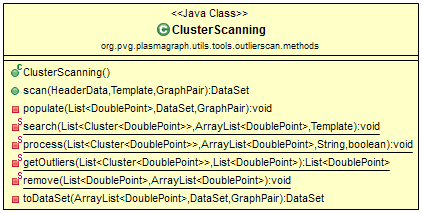 <<Java Class>>
ClusterScanning
org.pvg.plasmagraph.utils.tools.outlierscan.methods
ClusterScanning()
scan(HeaderData,Template,GraphPair):DataSet
populate(List<DoublePoint>,DataSet,GraphPair):void
search(List<Cluster<DoublePoint>>,ArrayList<DoublePoint>,Template):void
process(List<Cluster<DoublePoint>>,ArrayList<DoublePoint>,String,boolean):void
getOutliers(List<Cluster<DoublePoint>>,List<DoublePoint>):List<DoublePoint>
remove(List<DoublePoint>,ArrayList<DoublePoint>):void
toDataSet(ArrayList<DoublePoint>,DataSet,GraphPair):DataSet